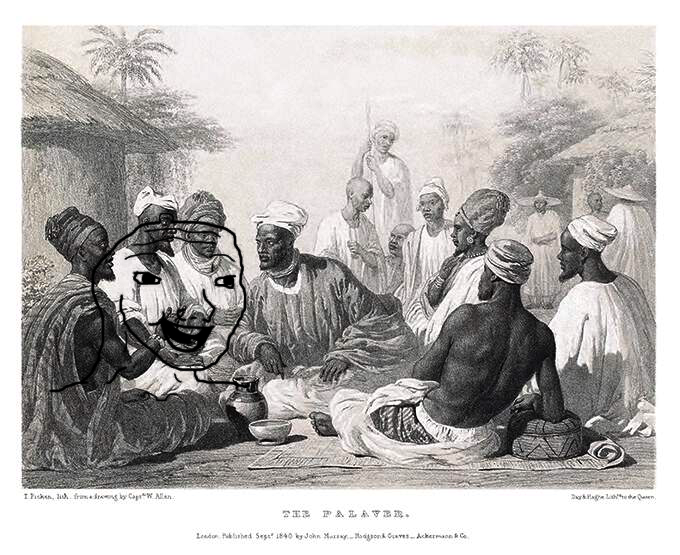 T. Picken, lith. from a drawing by Captⁿ W. Allen.
Day & Haghe Lithrs to the Queen.
THE PALAVER.
London. Published Septr 1840 by John Murray, Hodgson & Graves, Ackermann & Co.